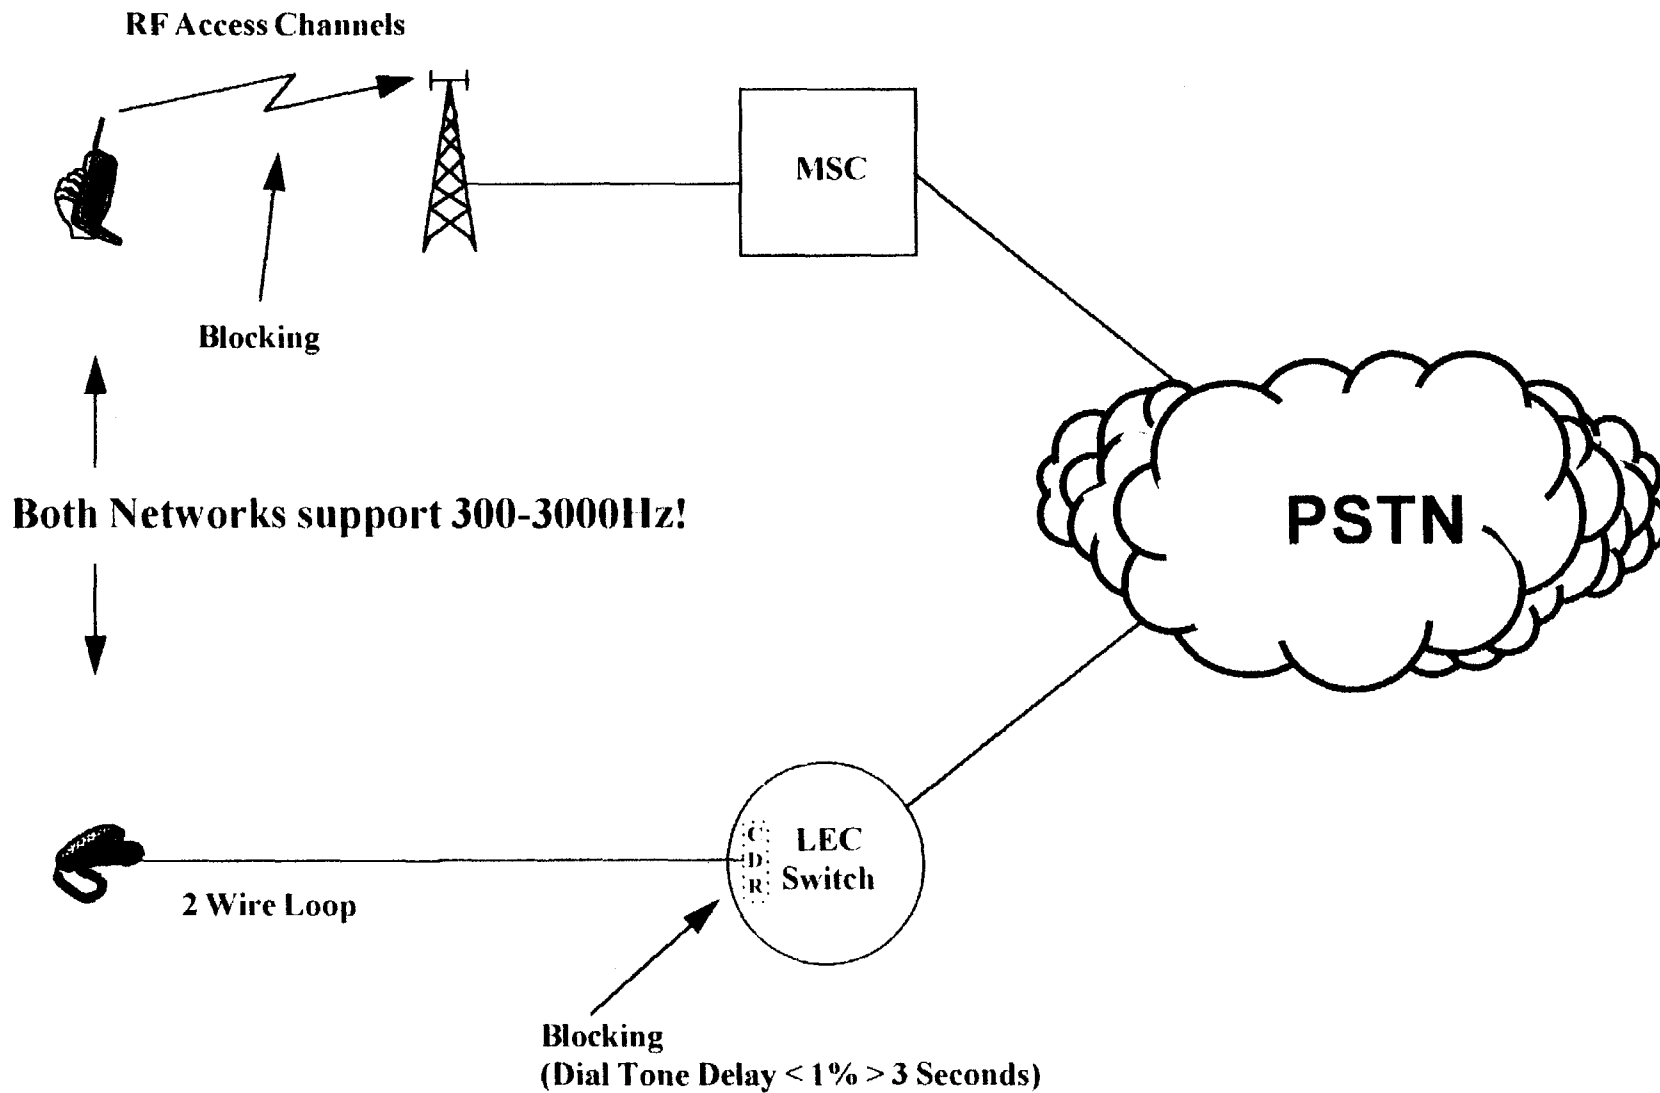 RF Access Channels
MSC
Blocking
Both Networks support 300-3000Hz!
PSTN
C
D
R
LEC
Switch
2 Wire Loop
Blocking
(Dial Tone Delay < 1% > 3 Seconds)